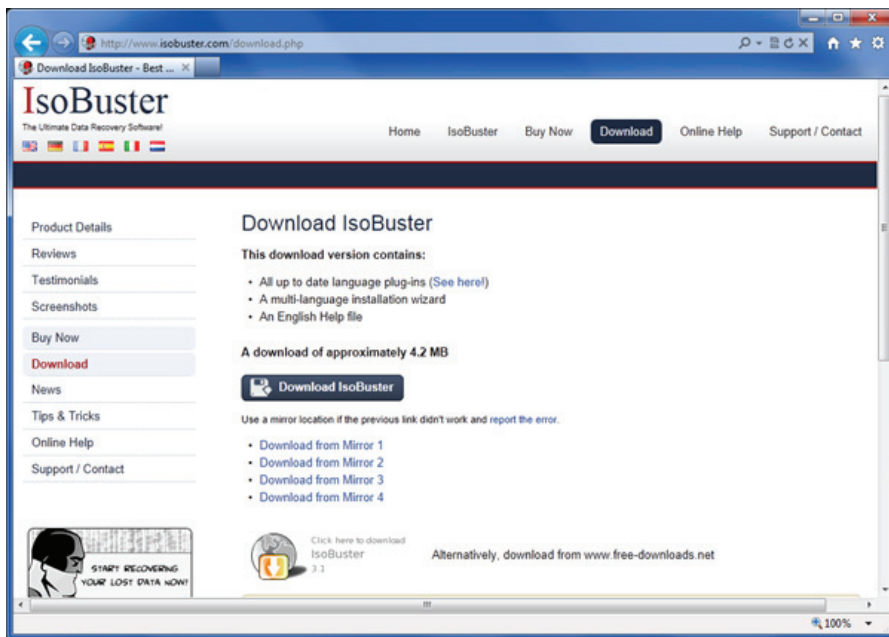 http://www.isobuster.com/download.php
Download IsoBuster - Best ...
IsoBuster
The Ultimate Data Recovery Software!
Home IsoBuster Buy Now Download Online Help Support / Contact
Product Details
Reviews
Testimonials
Screenshots
Buy Now
Download
News
Tips & Tricks
Online Help
Support / Contact
START RECOVERING
YOUR LOST DATA NOW!
Download IsoBuster
This download version contains:
• All up to date language plug-ins (See here!)
• A multi-language installation wizard
• An English Help file
A download of approximately 4.2 MB
Download IsoBuster
Use a mirror location if the previous link didn't work and report the error.
• Download from Mirror 1
• Download from Mirror 2
• Download from Mirror 3
• Download from Mirror 4
Click here to download
IsoBuster
3.1
Alternatively, download from www.free-downloads.net
100%